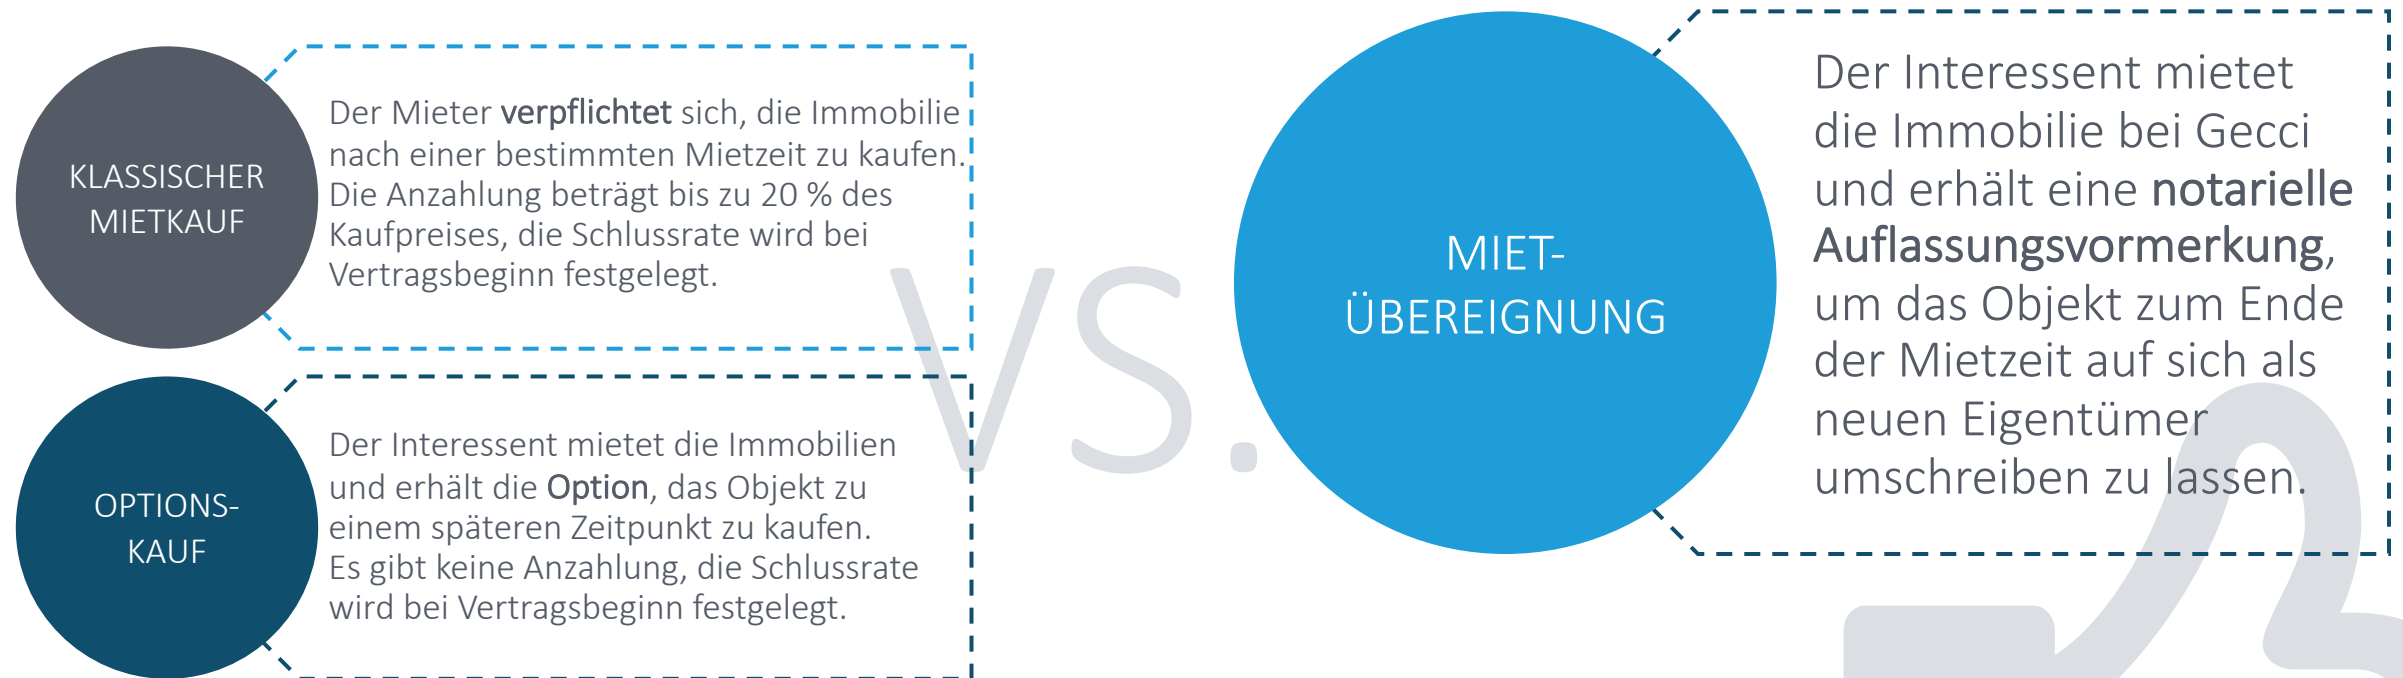 KLASSISCHER
MIETKAUF
Der Mieter verpflichtet sich, die Immobilie
nach einer bestimmten Mietzeit zu kaufen.
Die Anzahlung beträgt bis zu 20 % des
Kaufpreises, die Schlussrate wird bei
Vertragsbeginn festgelegt.
OPTIONS-
KAUF
Der Interessent mietet die Immobilien
und erhält die Option, das Objekt zu
einem späteren Zeitpunkt zu kaufen.
Es gibt keine Anzahlung, die Schlussrate
wird bei Vertragsbeginn festgelegt.
VS.
MIET-
ÜBEREIGNUNG
Der Interessent mietet
die Immobilie bei Gecci
und erhält eine notarielle
Auflassungsvormerkung,
um das Objekt zum Ende
der Mietzeit auf sich als
neuen Eigentümer
umschreiben zu lassen.